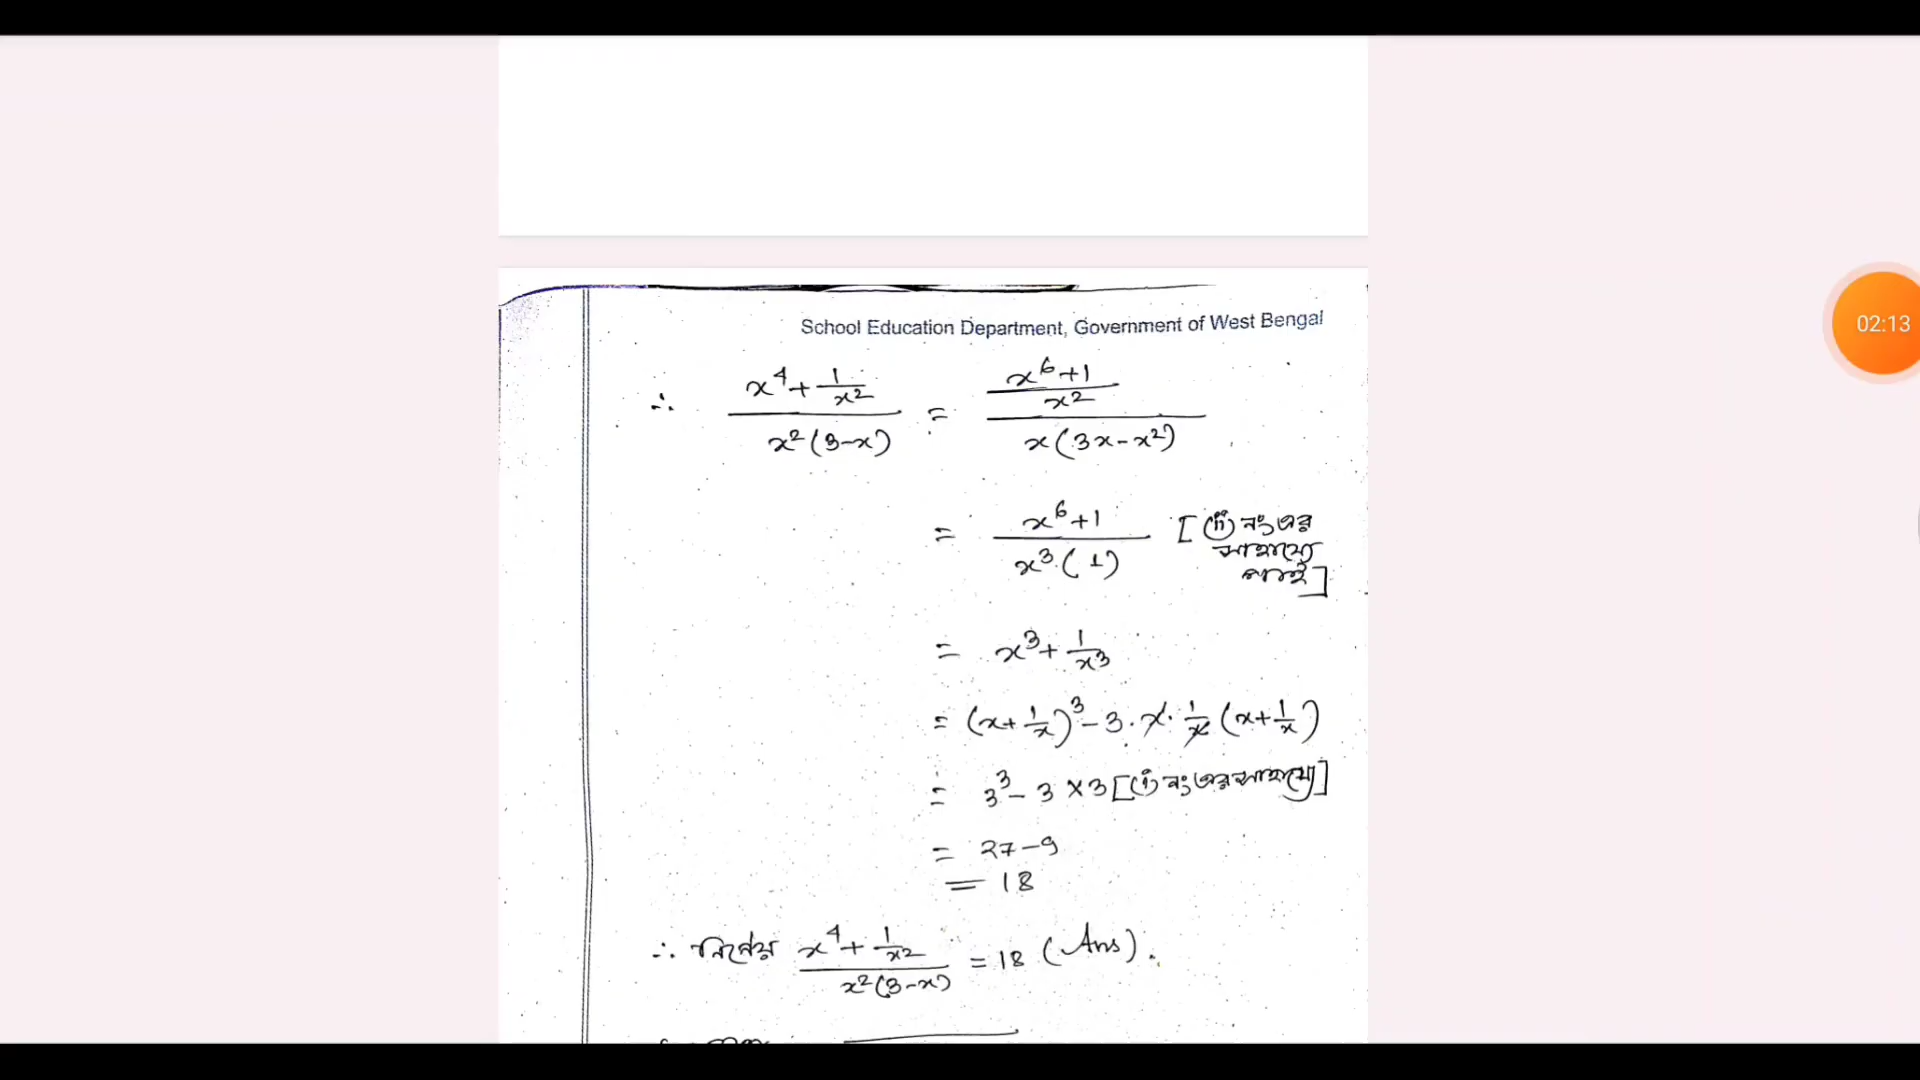 02:13
School Education Department, Government of West Bengal
∴ (x⁴ + 1/x²) / (x²(3-x)) = ((x⁶+1)/x²) / (x(3x-x²))
= (x⁶+1) / (x³(1)) [(ii) নং এর
সাহায্যে
পাই]
= x³ + 1/x³
= (x + 1/x)³ - 3·x·1/x (x + 1/x)
= 3³ - 3 × 3 [(i) নং এর সাহায্যে]
= 27 - 9
= 18
∴ নির্ণেয় (x⁴ + 1/x²) / (x²(3-x)) = 18 (Ans).